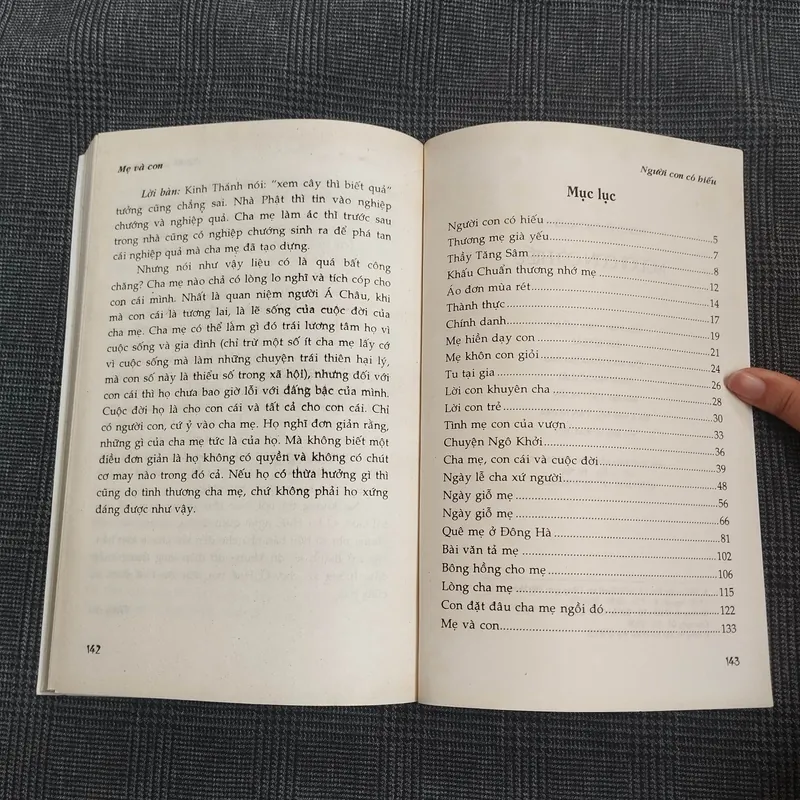 Mẹ và con
Lời bàn: Kinh Thánh nói: "xem cây thì biết quả"
tưởng cũng chẳng sai. Nhà Phật thì tin vào nghiệp
chướng và nghiệp quả. Cha mẹ làm ác thì trước sau
trong nhà cũng có nghiệp chướng sinh ra để phá tan
cái nghiệp quả mà cha mẹ đã tạo dựng.
Nhưng nói như vậy liệu có là quá bất công
chăng? Cha mẹ nào chả có lòng lo nghĩ và tích cóp cho
con cái mình. Nhất là quan niệm người Á Châu, khi
mà con cái là tương lai, là lẽ sống của cuộc đời của
cha mẹ. Cha mẹ có thể lầm gì đó trái lương tâm họ vì
cuộc sống và gia đình (chỉ trừ một số ít cha mẹ lấy cớ
vì cuộc sống mà làm những chuyện trái thiên hại lý,
mà con số này là thiểu số trong xã hội), nhưng đối với
con cái thì họ chưa bao giờ lỗi với đấng bậc của mình.
Cuộc đời họ là cho con cái và tất cả cho con cái. Chỉ
có người con, cứ ỷ vào cha mẹ. Họ nghĩ đơn giản rằng,
những gì của cha mẹ tức là của họ. Mà không biết một
điều đơn giản là họ không có quyền và không có chút
cơ may nào trong đó cả. Nếu họ có thừa hưởng gì thì
cũng do tình thương cha mẹ, chứ không phải họ xứng
đáng được như vậy.
142
Người con có hiếu
Mục lục
Người con có hiếu ........ 5
Thương mẹ già yếu ........ 7
Thầy Tăng Sâm ........ 8
Khấu Chuẩn thương nhớ mẹ ........ 12
Áo đơn mùa rét ........ 14
Thành thực ........ 17
Chính danh ........ 19
Mẹ hiền dạy con ........ 21
Mẹ khôn con giỏi ........ 24
Tu tại gia ........ 26
Lời khuyên cha ........ 28
Lời con trẻ ........ 30
Tình mẹ con của vượn ........ 33
Chuyện Ngô Khởi ........ 36
Cha mẹ, con cái và cuộc đời ........ 39
Ngày lễ cha xứ người ........ 48
Ngày giỗ mẹ ........ 56
Ngày giỗ mẹ ........ 66
Quê mẹ ở Đông Hà ........ 81
Bài văn tả mẹ ........ 102
Bông hồng cho mẹ ........ 106
Lòng cha mẹ ........ 115
Con đặt đâu cha mẹ ngồi đó ........ 122
Mẹ và con ........ 133
143